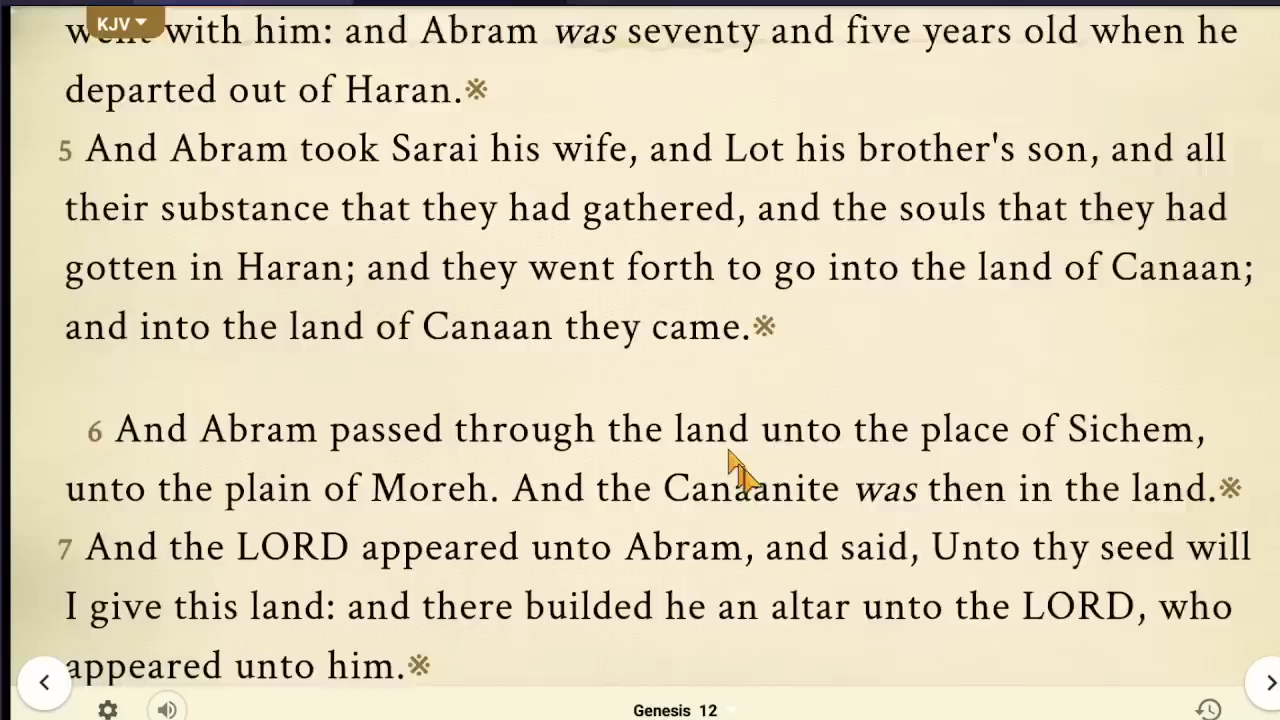 KJV
went with him: and Abram was seventy and five years old when he
departed out of Haran.※
5 And Abram took Sarai his wife, and Lot his brother's son, and all
their substance that they had gathered, and the souls that they had
gotten in Haran; and they went forth to go into the land of Canaan;
and into the land of Canaan they came.※
6 And Abram passed through the land unto the place of Sichem,
unto the plain of Moreh. And the Canaanite was then in the land.※
7 And the LORD appeared unto Abram, and said, Unto thy seed will
I give this land: and there builded he an altar unto the LORD, who
appeared unto him.※
Genesis 12